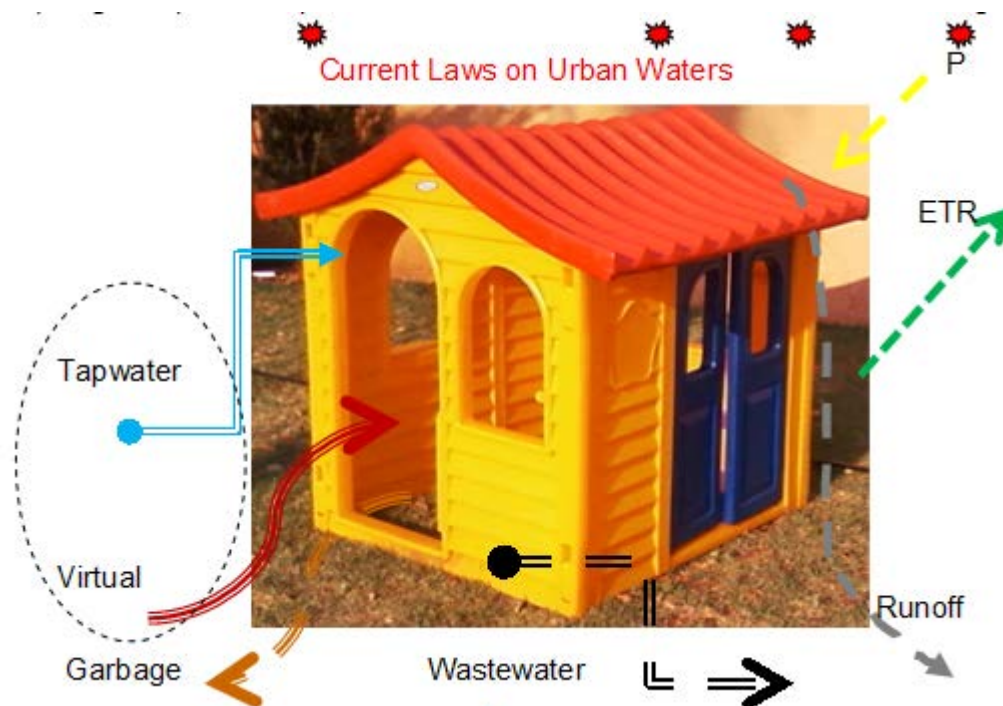 Current Laws on Urban Waters
P
ETR
Tapwater
Virtual
Runoff
Garbage
Wastewater